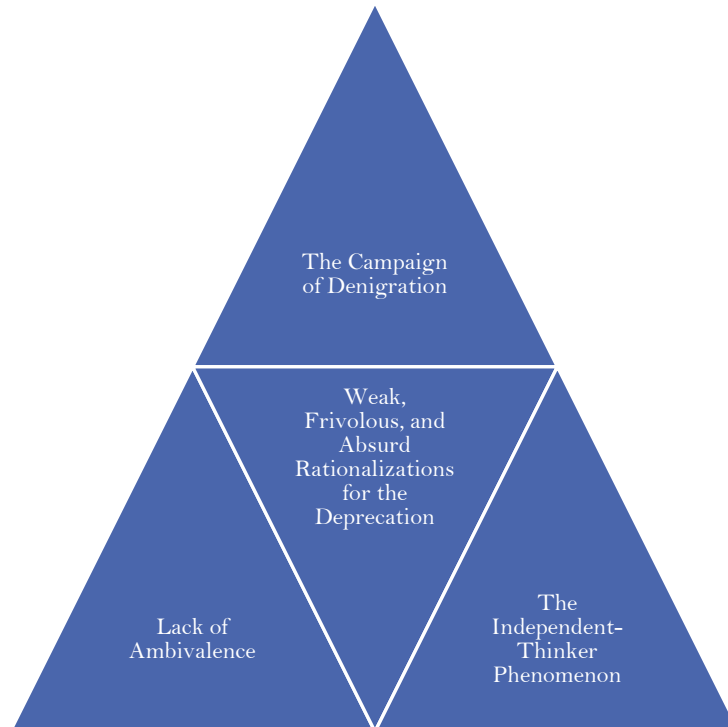 The Campaign
of Denigration
Weak,
Frivolous, and
Absurd
Rationalizations
for the
Deprecation
Lack of
Ambivalence
The
Independent-
Thinker
Phenomenon